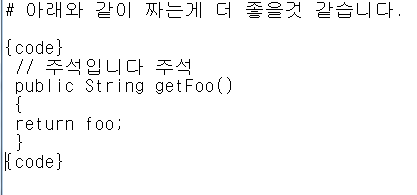 # 아래와 같이 짜는게 더 좋을것 같습니다.
{code}
// 주석입니다 주석
public String getFoo()
{
return foo;
}
{code}